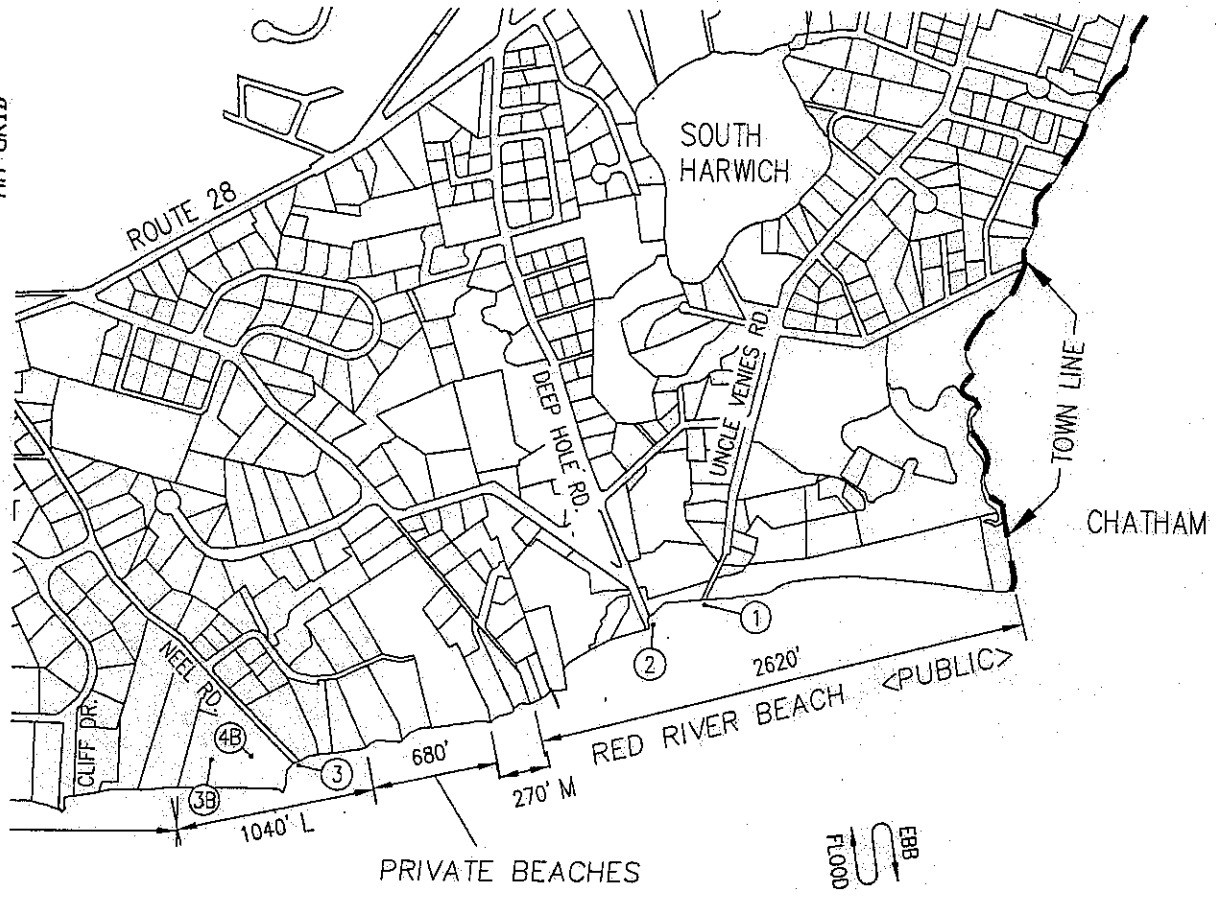 SOUTH
HARWICH
ROUTE 28
DEEP HOLE RD.
UNCLE VENIES RD.
TOWN LINE
CHATHAM
NEEL RD.
CLIFF DR.
1
2
3
4B
3B
2620'
RED RIVER BEACH <PUBLIC>
680'
270' M
1040' L
PRIVATE BEACHES
FLOOD
EBB